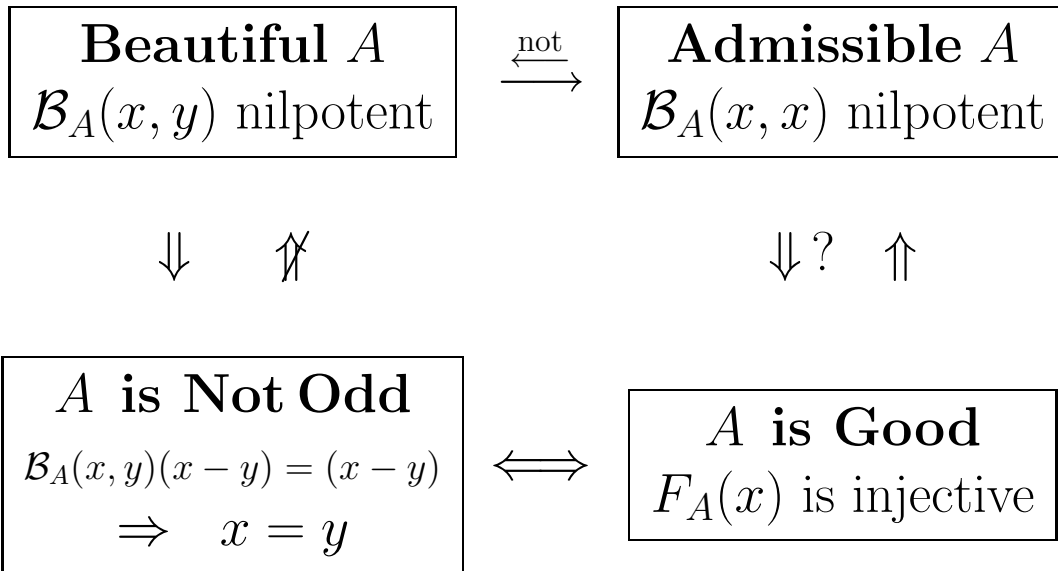 Beautiful A
𝓑_A(x, y) nilpotent
not
⟵
⟶
Admissible A
𝓑_A(x, x) nilpotent
⇓ ⇑̸
⇓ ? ⇑
A is Not Odd
𝓑_A(x, y)(x − y) = (x − y)
⇒ x = y
⟺
A is Good
F_A(x) is injective